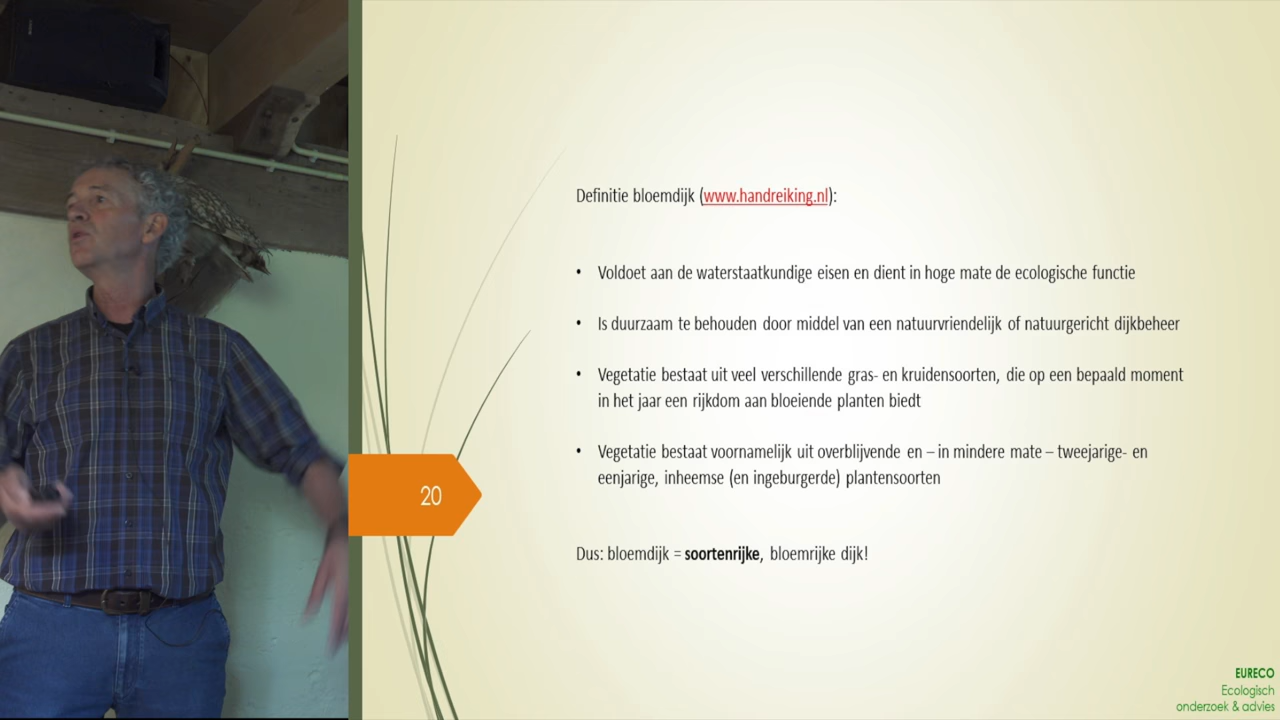 Definitie bloemdijk (www.handreiking.nl):
• Voldoet aan de waterstaatkundige eisen en dient in hoge mate de ecologische functie
• Is duurzaam te behouden door middel van een natuurvriendelijk of natuurgericht dijkbeheer
• Vegetatie bestaat uit veel verschillende gras- en kruidensoorten, die op een bepaald moment
in het jaar een rijkdom aan bloeiende planten biedt
• Vegetatie bestaat voornamelijk uit overblijvende en – in mindere mate – tweejarige- en
eenjarige, inheemse (en ingeburgerde) plantensoorten
20
Dus: bloemdijk = soortenrijke, bloemrijke dijk!
EURECO
Ecologisch
onderzoek & advies